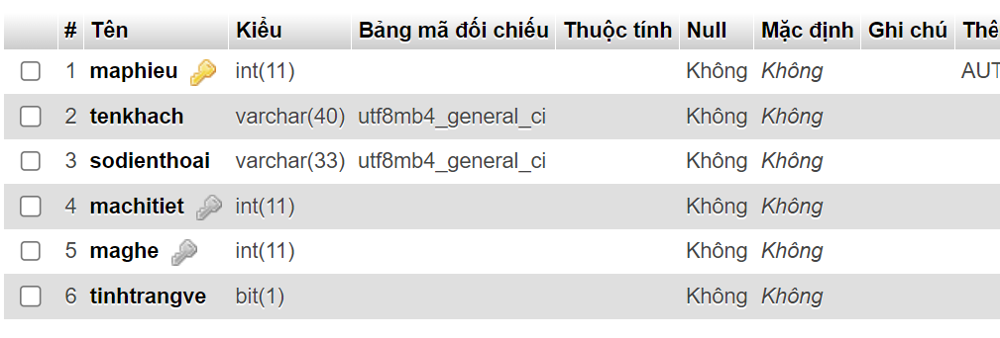 # Tên Kiểu Bảng mã đối chiếu Thuộc tính Null Mặc định Ghi chú Thê
1 maphieu int(11) Không Không AUT
2 tenkhach varchar(40) utf8mb4_general_ci Không Không
3 sodienthoai varchar(33) utf8mb4_general_ci Không Không
4 machitiet int(11) Không Không
5 maghe int(11) Không Không
6 tinhtrangve bit(1) Không Không